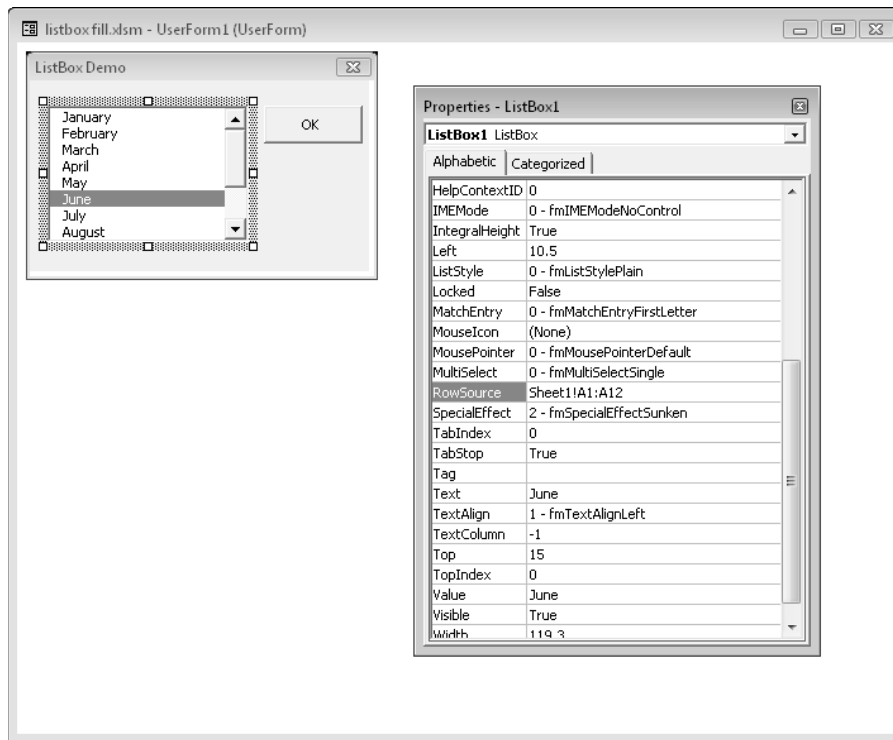 listbox fill.xlsm - UserForm1 (UserForm)
ListBox Demo
January
February
March
April
May
June
July
August
OK
Properties - ListBox1
ListBox1 ListBox
Alphabetic Categorized
HelpContextID 0
IMEMode 0 - fmIMEModeNoControl
IntegralHeight True
Left 10.5
ListStyle 0 - fmListStylePlain
Locked False
MatchEntry 0 - fmMatchEntryFirstLetter
MouseIcon (None)
MousePointer 0 - fmMousePointerDefault
MultiSelect 0 - fmMultiSelectSingle
RowSource Sheet1!A1:A12
SpecialEffect 2 - fmSpecialEffectSunken
TabIndex 0
TabStop True
Tag
Text June
TextAlign 1 - fmTextAlignLeft
TextColumn -1
Top 15
TopIndex 0
Value June
Visible True
Width 119.3